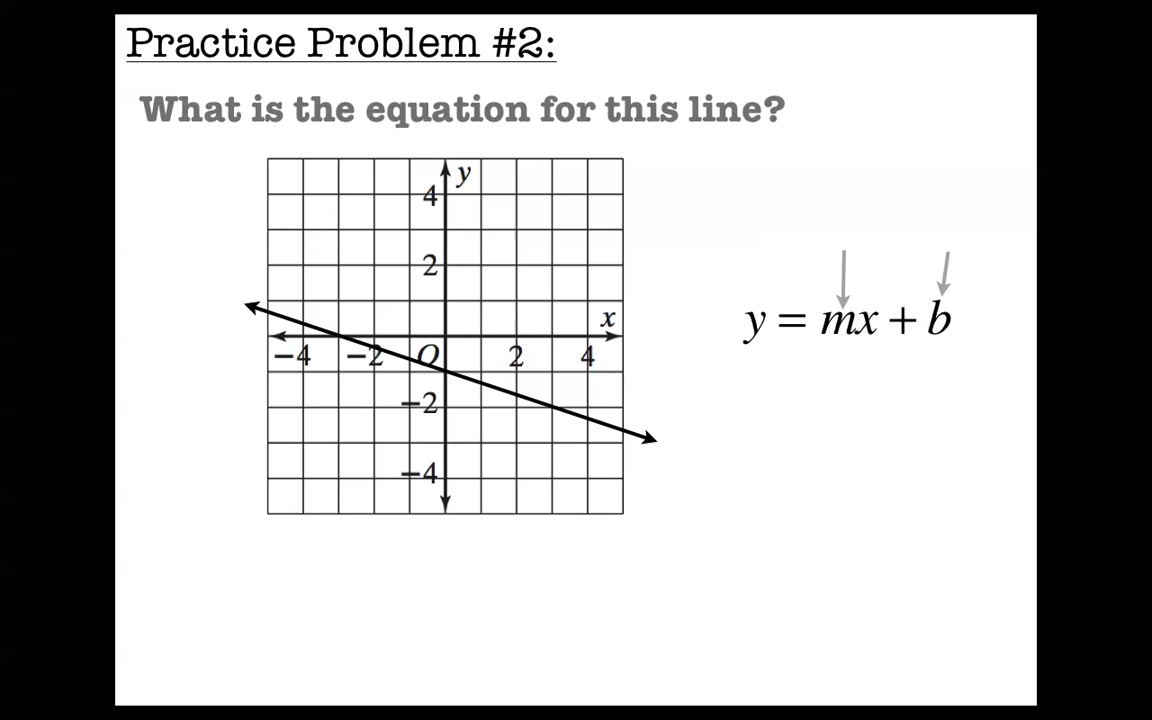 Practice Problem #2:
What is the equation for this line?
y
4
2
x
−4 −2 O 2 4
−2
−4
y = mx + b